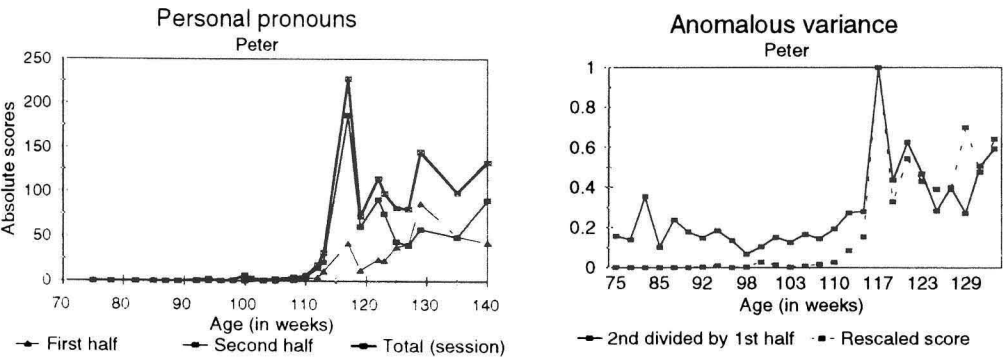 Personal pronouns
Peter
250
200
150
100
50
0
Absolute scores
70 80 90 100 110 120 130 140
Age (in weeks)
First half Second half Total (session)
Anomalous variance
Peter
1
0.8
0.6
0.4
0.2
0
75 85 92 98 103 110 117 123 129
Age (in weeks)
2nd divided by 1st half Rescaled score